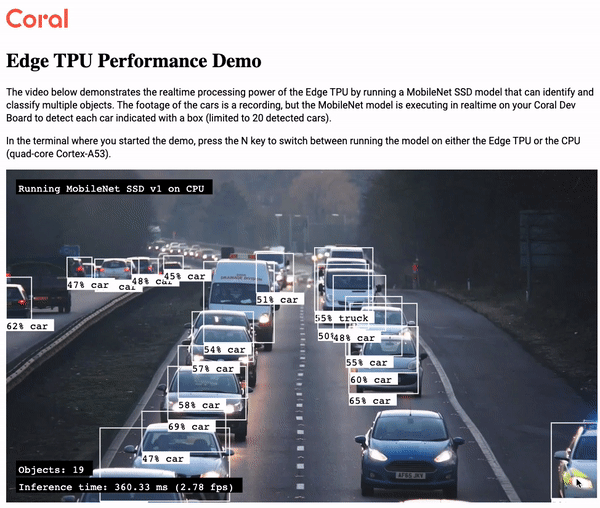 Coral
Edge TPU Performance Demo
The video below demonstrates the realtime processing power of the Edge TPU by running a MobileNet SSD model that can identify and
classify multiple objects. The footage of the cars is a recording, but the MobileNet model is executing in realtime on your Coral Dev
Board to detect each car indicated with a box (limited to 20 detected cars).
In the terminal where you started the demo, press the N key to switch between running the model on either the Edge TPU or the CPU
(quad-core Cortex-A53).
Running MobileNet SSD v1 on CPU
47% car
48% car
45% car
51% car
62% car
55% truck
48% car
54% car
55% car
57% car
60% car
58% car
65% car
69% car
47% car
Objects: 19
Inference time: 360.33 ms (2.78 fps)